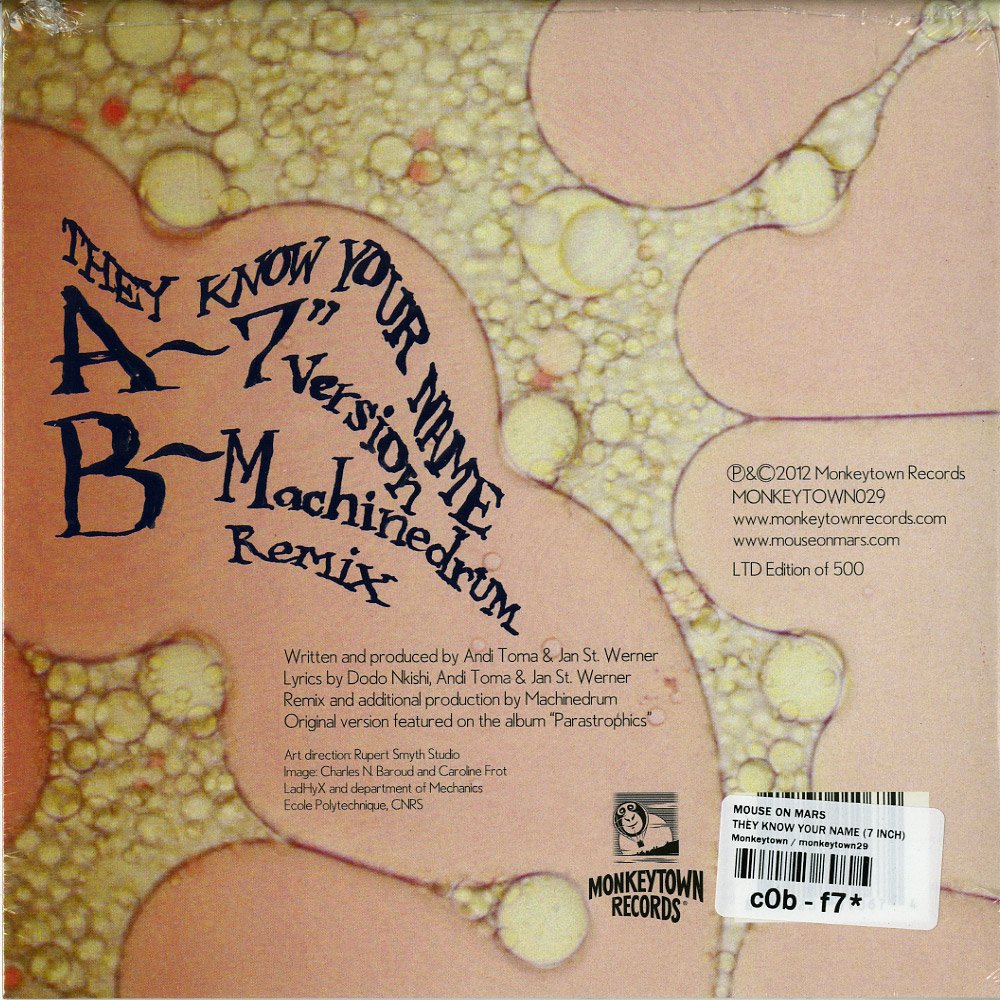 THEY KNOW YOUR NAME
A~7" Version
B~Machinedrum
Remix
℗&©2012 Monkeytown Records
MONKEYTOWN029
www.monkeytownrecords.com
www.mouseonmars.com
LTD Edition of 500
Written and produced by Andi Toma & Jan St. Werner
Lyrics by Dodo Nkishi, Andi Toma & Jan St. Werner
Remix and additional production by Machinedrum
Original version featured on the album "Parastrophics"
Art direction: Rupert Smyth Studio
Image: Charles N. Baroud and Caroline Frot
LadHyX and department of Mechanics
Ecole Polytechnique, CNRS
MONKEYTOWN
RECORDS®
MOUSE ON MARS
THEY KNOW YOUR NAME (7 INCH)
Monkeytown / monkeytown29
c0b - f7*